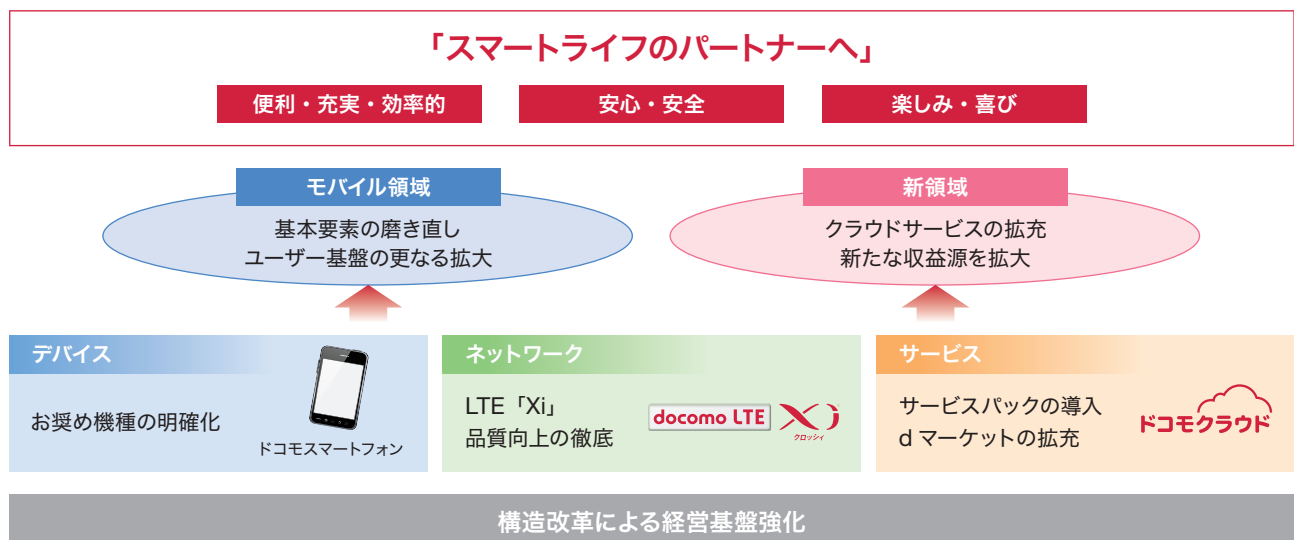 「スマートライフのパートナーへ」
便利・充実・効率的
安心・安全
楽しみ・喜び
モバイル領域
基本要素の磨き直し
ユーザー基盤の更なる拡大
新領域
クラウドサービスの拡充
新たな収益源を拡大
デバイス
お奨め機種の明確化
ドコモスマートフォン
ネットワーク
LTE「Xi」
品質向上の徹底
docomo LTE Xi
クロッシィ
サービス
サービスパックの導入
d マーケットの拡充
ドコモクラウド
構造改革による経営基盤強化